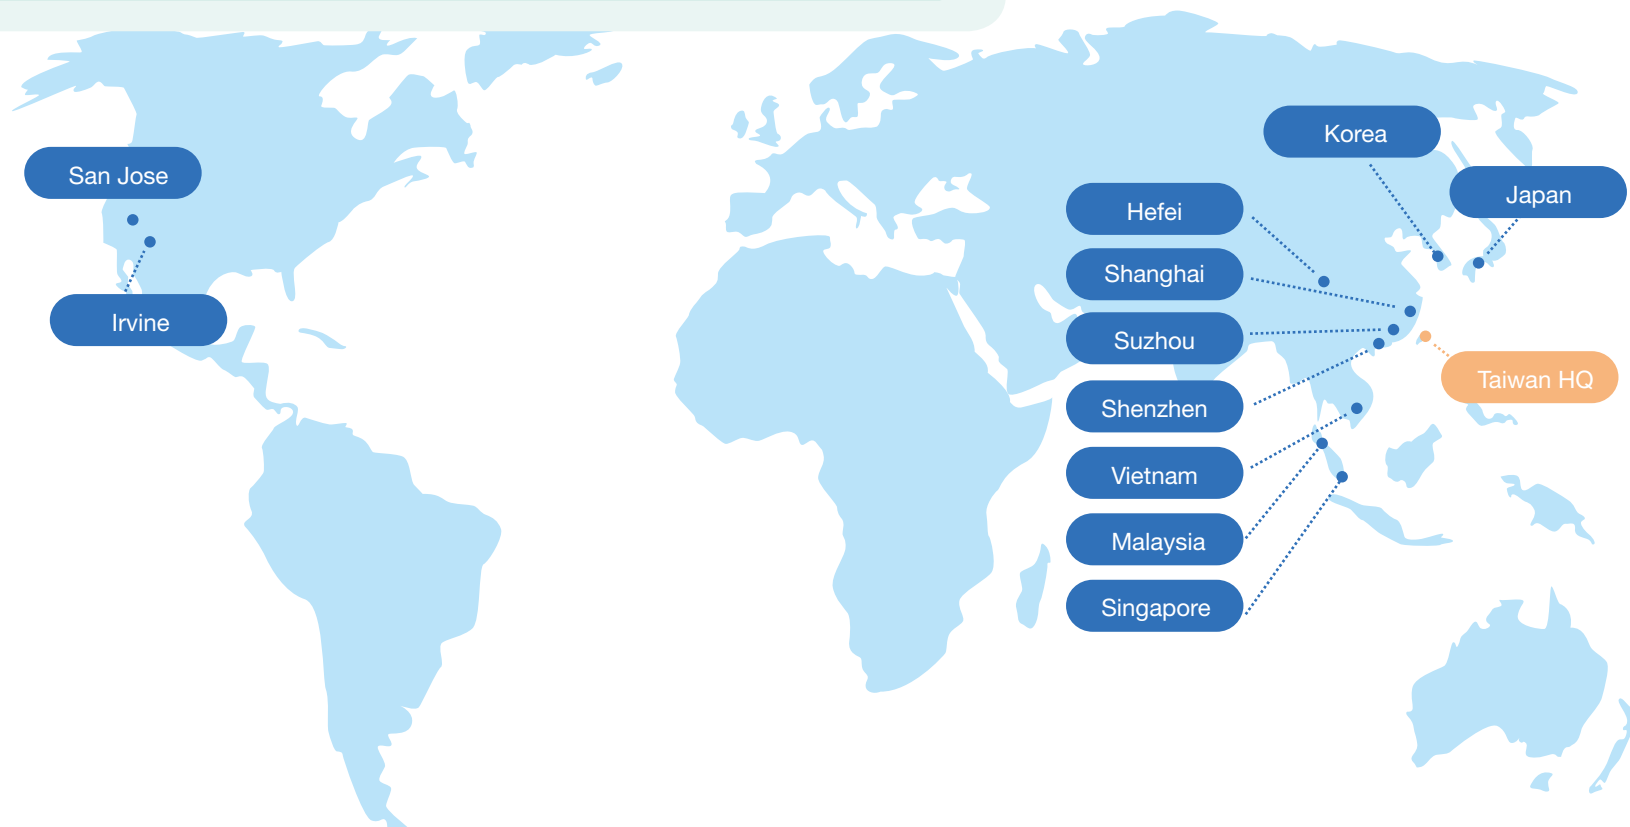 San Jose
Irvine
Korea
Japan
Hefei
Shanghai
Suzhou
Taiwan HQ
Shenzhen
Vietnam
Malaysia
Singapore